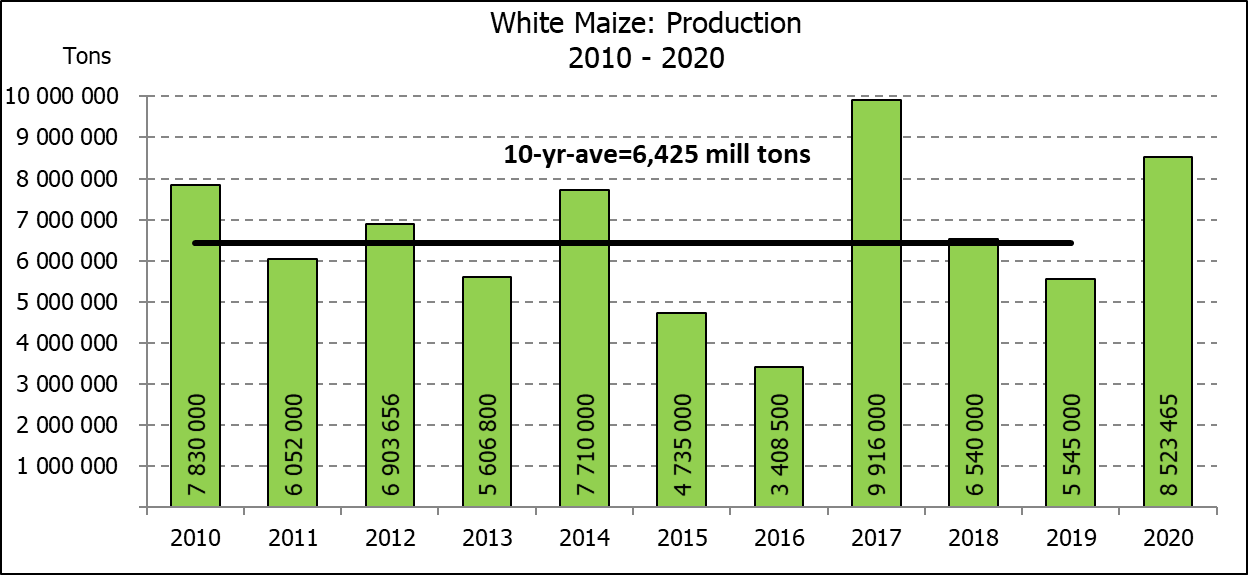 White Maize: Production
2010 - 2020
Tons
10 000 000
9 000 000
8 000 000
7 000 000
6 000 000
5 000 000
4 000 000
3 000 000
2 000 000
1 000 000
10-yr-ave=6,425 mill tons
7 830 000
6 052 000
6 903 656
5 606 800
7 710 000
4 735 000
3 408 500
9 916 000
6 540 000
5 545 000
8 523 465
2010 2011 2012 2013 2014 2015 2016 2017 2018 2019 2020